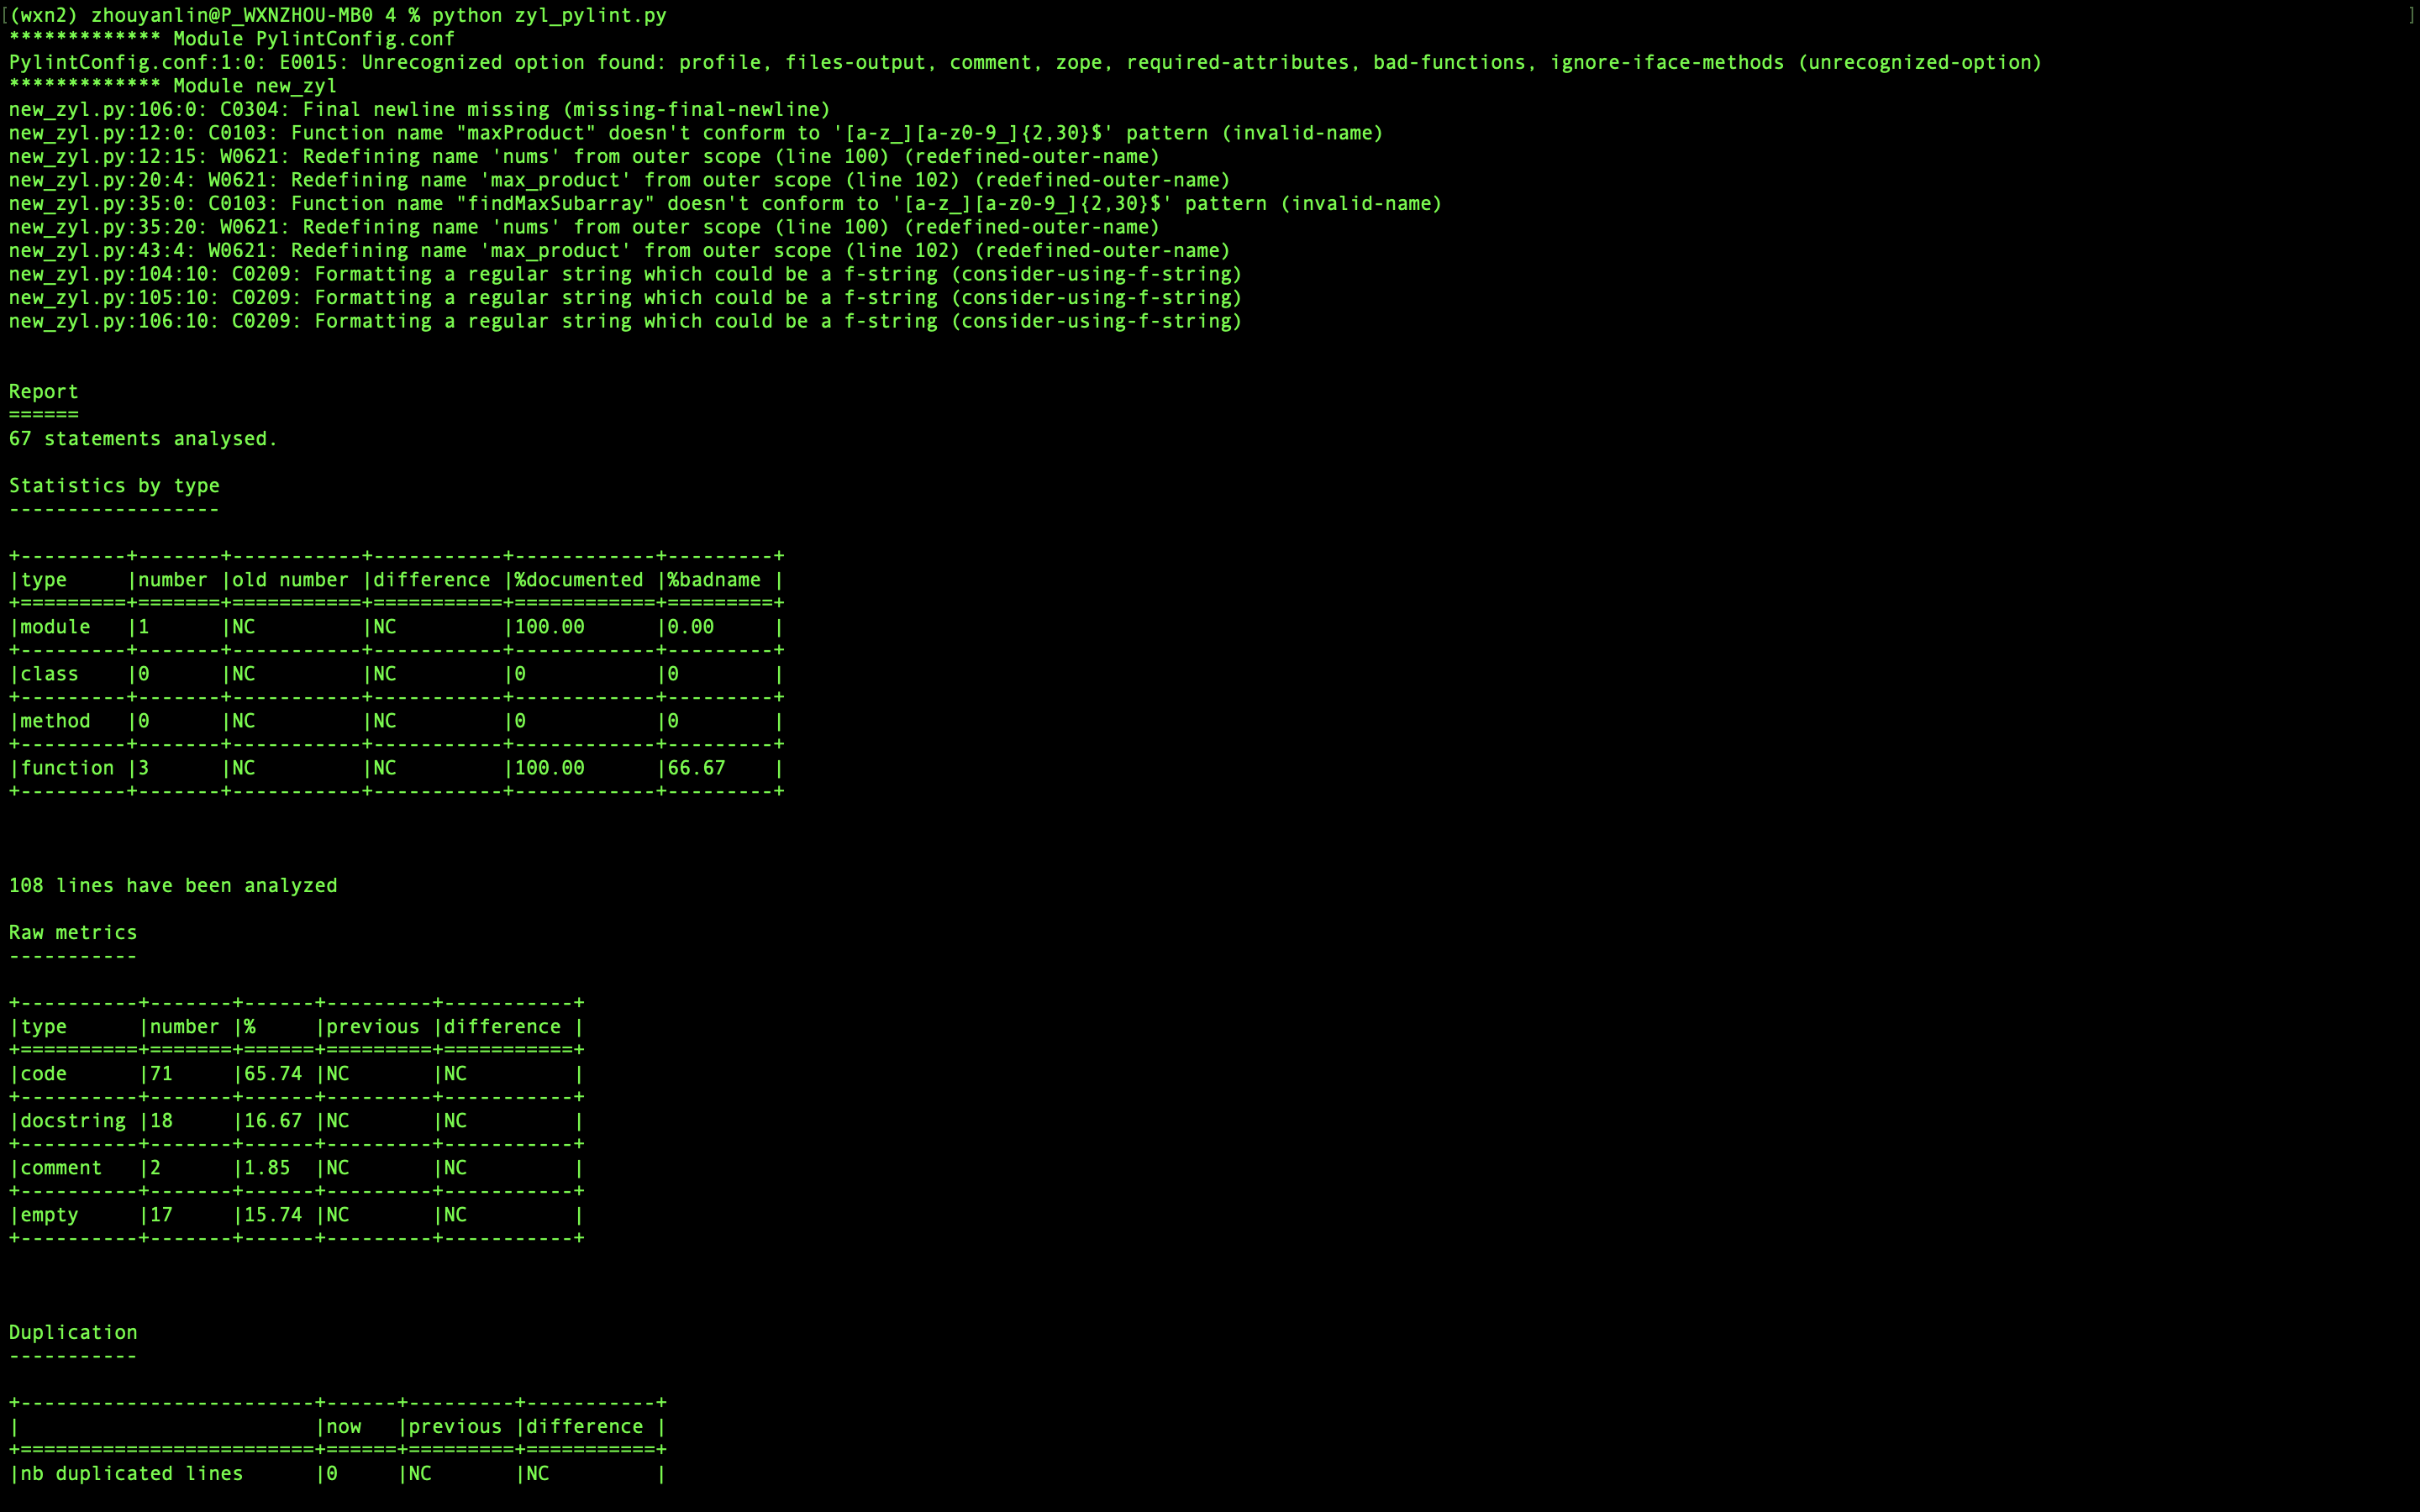 [(wxn2) zhouyanlin@P_WXNZHOU-MB0 4 % python zyl_pylint.py ]
************* Module PylintConfig.conf
PylintConfig.conf:1:0: E0015: Unrecognized option found: profile, files-output, comment, zope, required-attributes, bad-functions, ignore-iface-methods (unrecognized-option)
************* Module new_zyl
new_zyl.py:106:0: C0304: Final newline missing (missing-final-newline)
new_zyl.py:12:0: C0103: Function name "maxProduct" doesn't conform to '[a-z_][a-z0-9_]{2,30}$' pattern (invalid-name)
new_zyl.py:12:15: W0621: Redefining name 'nums' from outer scope (line 100) (redefined-outer-name)
new_zyl.py:20:4: W0621: Redefining name 'max_product' from outer scope (line 102) (redefined-outer-name)
new_zyl.py:35:0: C0103: Function name "findMaxSubarray" doesn't conform to '[a-z_][a-z0-9_]{2,30}$' pattern (invalid-name)
new_zyl.py:35:20: W0621: Redefining name 'nums' from outer scope (line 100) (redefined-outer-name)
new_zyl.py:43:4: W0621: Redefining name 'max_product' from outer scope (line 102) (redefined-outer-name)
new_zyl.py:104:10: C0209: Formatting a regular string which could be a f-string (consider-using-f-string)
new_zyl.py:105:10: C0209: Formatting a regular string which could be a f-string (consider-using-f-string)
new_zyl.py:106:10: C0209: Formatting a regular string which could be a f-string (consider-using-f-string)
Report
======
67 statements analysed.
Statistics by type
------------------
+---------+-------+-----------+-----------+------------+---------+
|type     |number |old number |difference |%documented |%badname |
+=========+=======+===========+===========+============+=========+
|module   |1      |NC         |NC         |100.00      |0.00     |
+---------+-------+-----------+-----------+------------+---------+
|class    |0      |NC         |NC         |0           |0        |
+---------+-------+-----------+-----------+------------+---------+
|method   |0      |NC         |NC         |0           |0        |
+---------+-------+-----------+-----------+------------+---------+
|function |3      |NC         |NC         |100.00      |66.67    |
+---------+-------+-----------+-----------+------------+---------+
108 lines have been analyzed
Raw metrics
-----------
+----------+-------+------+---------+-----------+
|type      |number |%     |previous |difference |
+==========+=======+======+=========+===========+
|code      |71     |65.74 |NC       |NC         |
+----------+-------+------+---------+-----------+
|docstring |18     |16.67 |NC       |NC         |
+----------+-------+------+---------+-----------+
|comment   |2      |1.85  |NC       |NC         |
+----------+-------+------+---------+-----------+
|empty     |17     |15.74 |NC       |NC         |
+----------+-------+------+---------+-----------+
Duplication
-----------
+-------------------------+------+---------+-----------+
|                         |now   |previous |difference |
+=========================+======+=========+===========+
|nb duplicated lines      |0     |NC       |NC         |